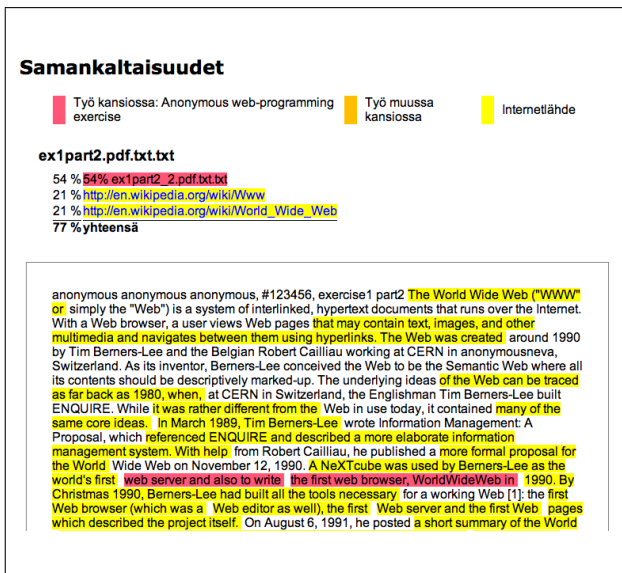 Samankaltaisuudet
Työ kansiossa: Anonymous web-programming exercise
Työ muussa kansiossa
Internetlähde
ex1part2.pdf.txt.txt
54 % 54% ex1part2_2.pdf.txt.txt
21 % http://en.wikipedia.org/wiki/Www
21 % http://en.wikipedia.org/wiki/World_Wide_Web
77 % yhteensä
anonymous anonymous anonymous, #123456, exercise1 part2 The World Wide Web ("WWW"
or simply the "Web") is a system of interlinked, hypertext documents that runs over the Internet.
With a Web browser, a user views Web pages that may contain text, images, and other
multimedia and navigates between them using hyperlinks. The Web was created around 1990
by Tim Berners-Lee and the Belgian Robert Cailliau working at CERN in anonymousneva,
Switzerland. As its inventor, Berners-Lee conceived the Web to be the Semantic Web where all
its contents should be descriptively marked-up. The underlying ideas of the Web can be traced
as far back as 1980, when, at CERN in Switzerland, the Englishman Tim Berners-Lee built
ENQUIRE. While it was rather different from the Web in use today, it contained many of the
same core ideas. In March 1989, Tim Berners-Lee wrote Information Management: A
Proposal, which referenced ENQUIRE and described a more elaborate information
management system. With help from Robert Cailliau, he published a more formal proposal for
the World Wide Web on November 12, 1990. A NeXTcube was used by Berners-Lee as the
world's first web server and also to write the first web browser, WorldWideWeb in 1990. By
Christmas 1990, Berners-Lee had built all the tools necessary for a working Web [1]: the first
Web browser (which was a Web editor as well), the first Web server and the first Web pages
which described the project itself. On August 6, 1991, he posted a short summary of the World